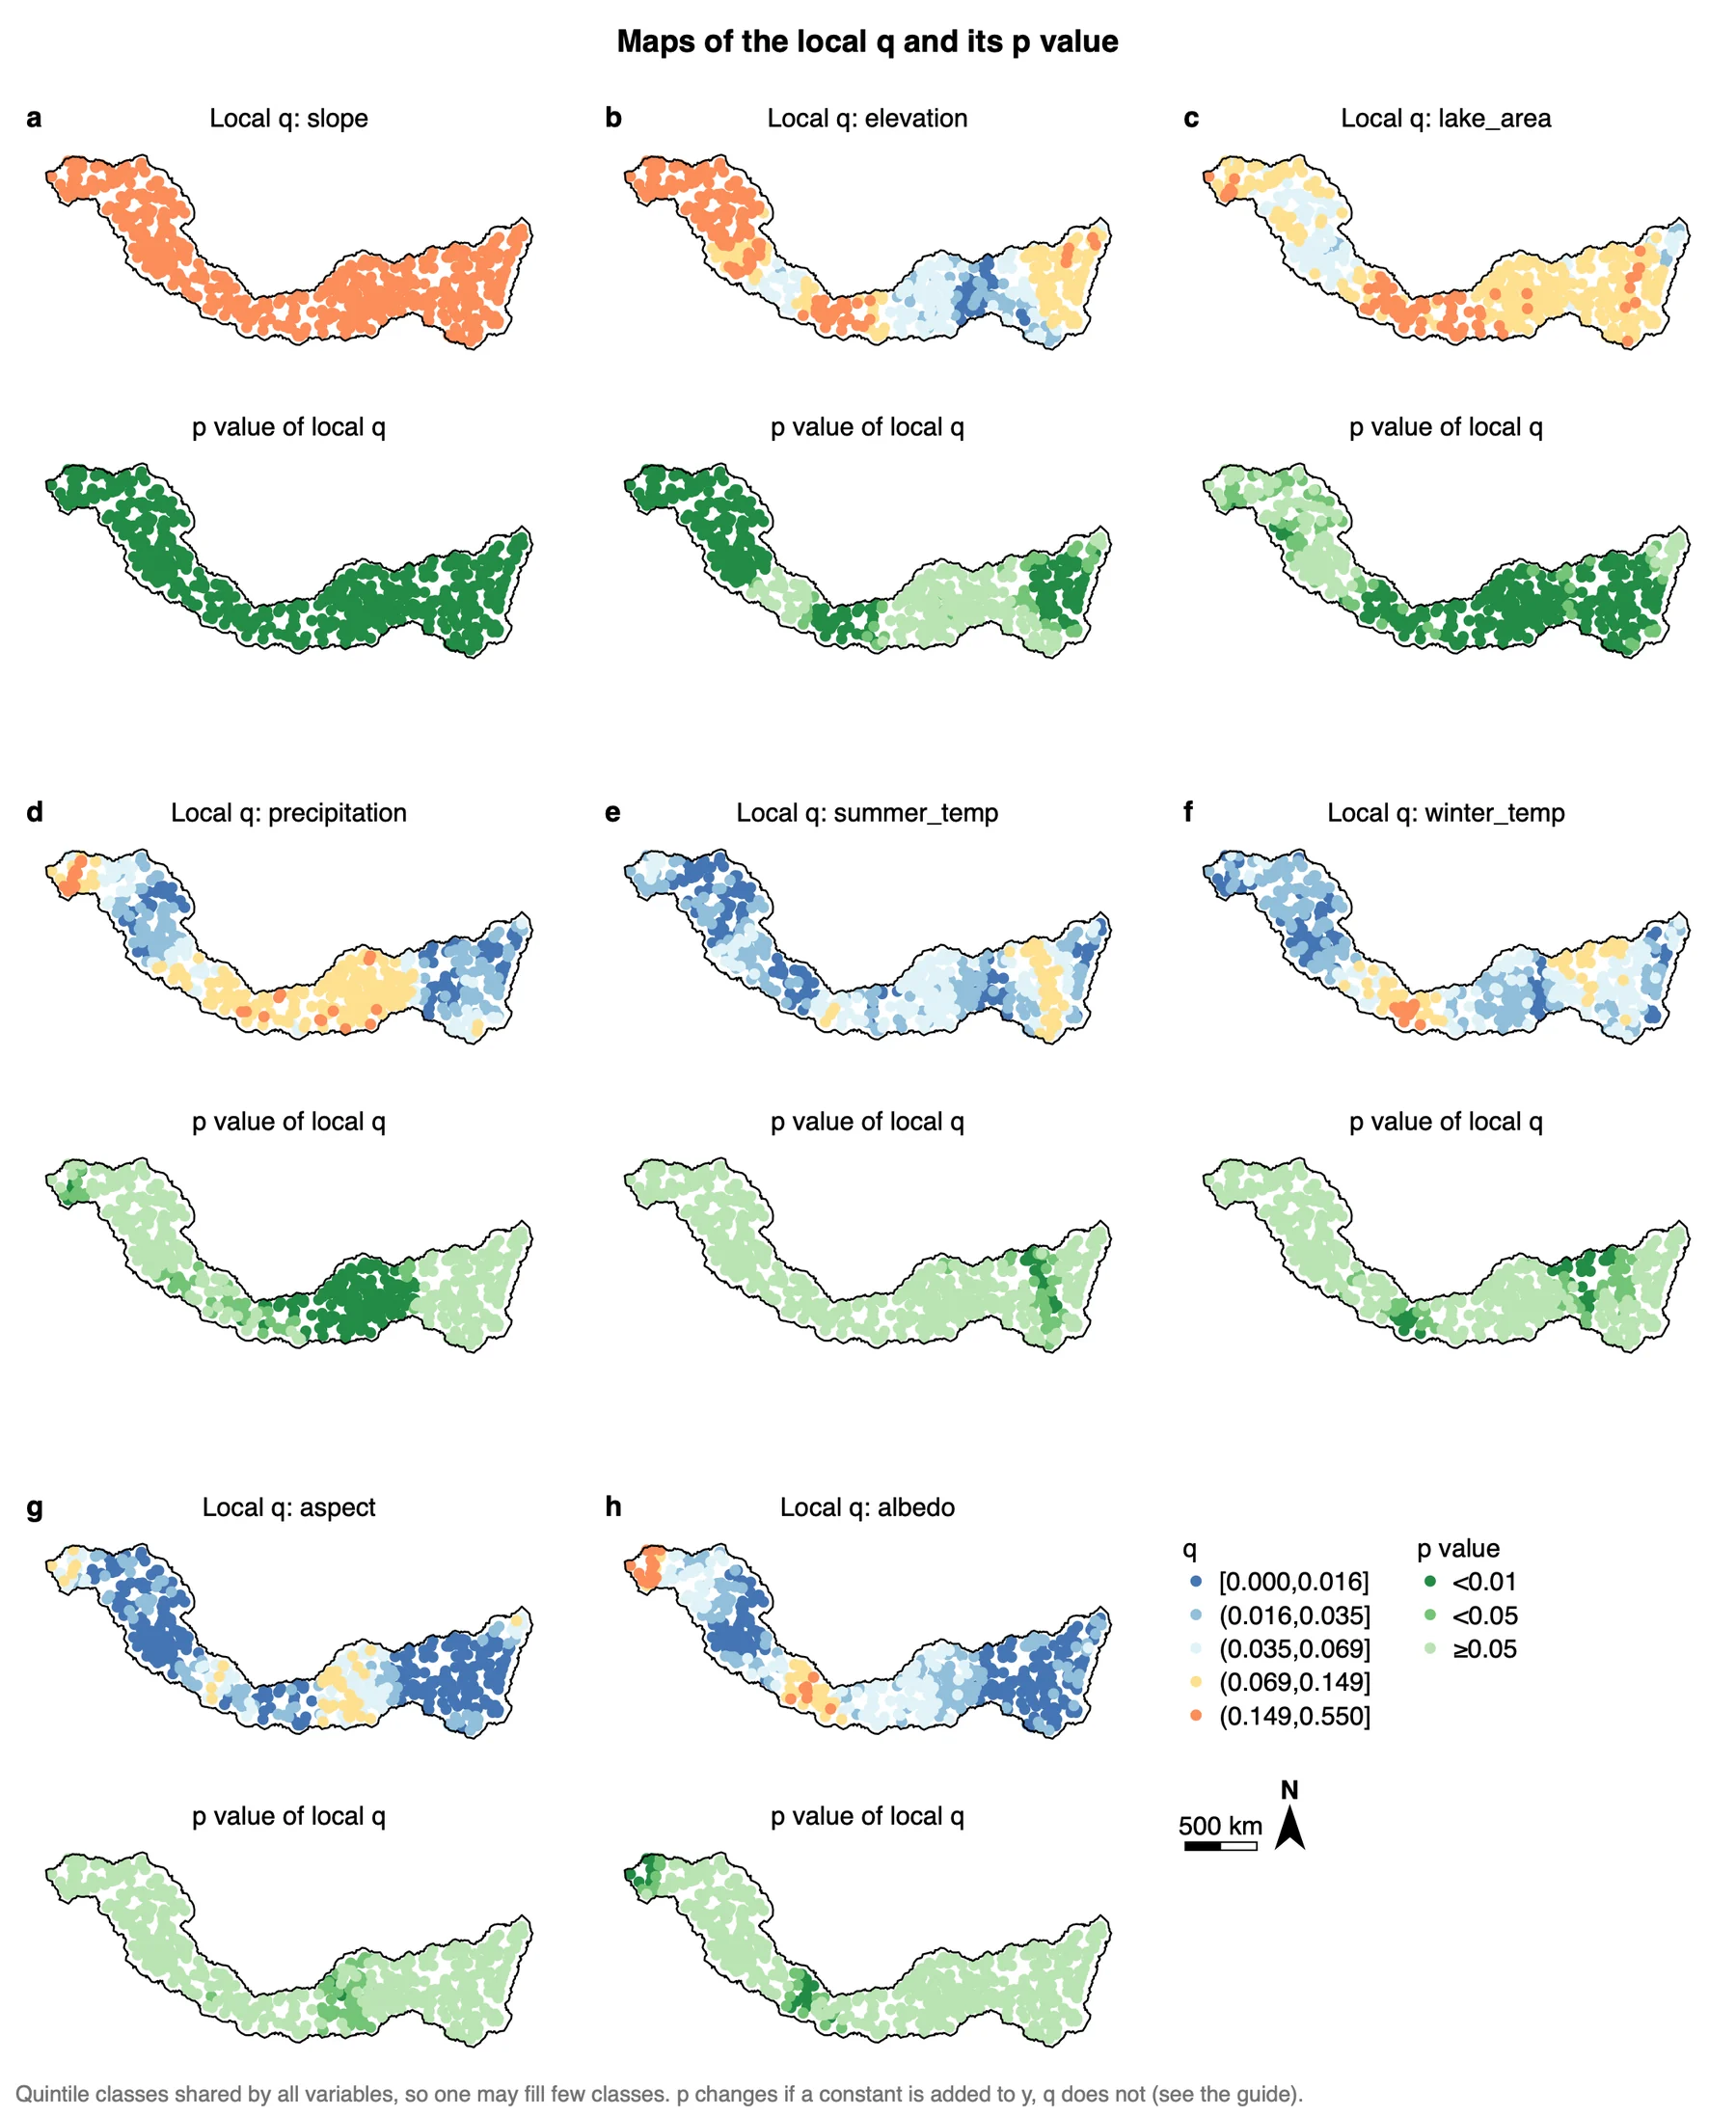 Maps of the local q and its p value
a
Local q: slope
b
Local q: elevation
c
Local q: lake_area
p value of local q
p value of local q
p value of local q
d
Local q: precipitation
e
Local q: summer_temp
f
Local q: winter_temp
p value of local q
p value of local q
p value of local q
g
Local q: aspect
h
Local q: albedo
q
[0.000,0.016]
(0.016,0.035]
(0.035,0.069]
(0.069,0.149]
(0.149,0.550]
p value
<0.01
<0.05
≥0.05
N
500 km
p value of local q
p value of local q
Quintile classes shared by all variables, so one may fill few classes. p changes if a constant is added to y, q does not (see the guide).